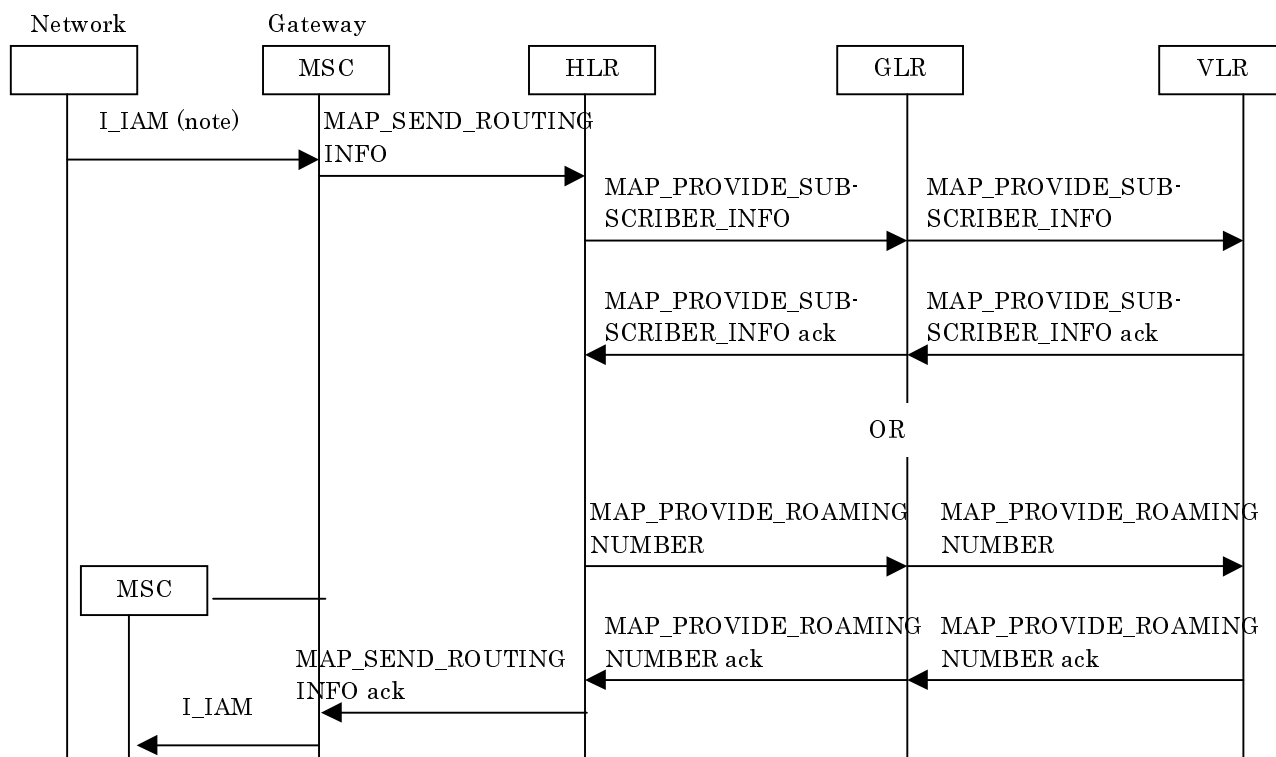 Network
Gateway
MSC
HLR
GLR
VLR
I_IAM (note)
MAP_SEND_ROUTING
INFO
MAP_PROVIDE_SUB-
SCRIBER_INFO
MAP_PROVIDE_SUB-
SCRIBER_INFO
MAP_PROVIDE_SUB-
SCRIBER_INFO ack
MAP_PROVIDE_SUB-
SCRIBER_INFO ack
OR
MAP_PROVIDE_ROAMING
NUMBER
MAP_PROVIDE_ROAMING
NUMBER
MSC
MAP_PROVIDE_ROAMING
NUMBER ack
MAP_PROVIDE_ROAMING
NUMBER ack
MAP_SEND_ROUTING
INFO ack
I_IAM